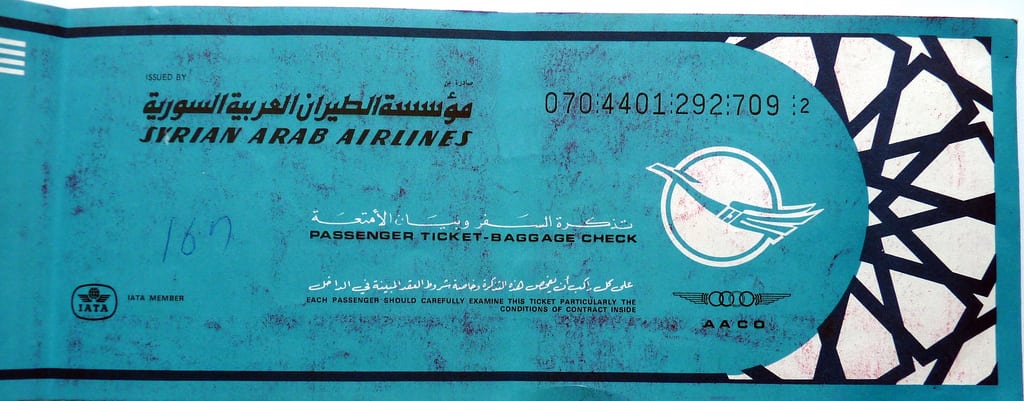 ISSUED BY
صادرة عن
مؤسسة الطيران العربية السورية
SYRIAN ARAB AIRLINES
070:4401:292:709 :2
تذكرة السفر وبيان الأمتعة
PASSENGER TICKET-BAGGAGE CHECK
على كل راكب أن يفحص هذه التذكرة وخاصة شروط العقد المبينة في الداخل
EACH PASSENGER SHOULD CAREFULLY EXAMINE THIS TICKET PARTICULARLY THE
CONDITIONS OF CONTRACT INSIDE
IATA
IATA MEMBER
AACO